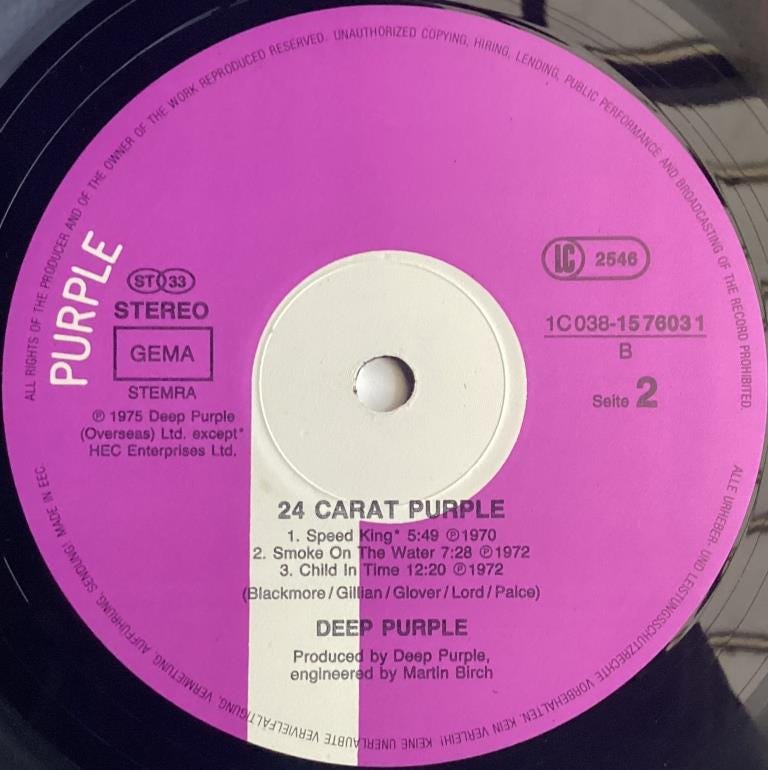 ALL RIGHTS OF THE PRODUCER AND OF THE OWNER OF THE WORK REPRODUCED RESERVED. UNAUTHORIZED COPYING, HIRING, LENDING, PUBLIC PERFORMANCE AND BROADCASTING OF THE RECORD PROHIBITED.
PURPLE
ST 33
STEREO
GEMA
STEMRA
℗ 1975 Deep Purple
(Overseas) Ltd. except*
HEC Enterprises Ltd.
LC 2546
1C 038-15 7603 1
B
Seite 2
24 CARAT PURPLE
1. Speed King* 5:49 ℗ 1970
2. Smoke On The Water 7:28 ℗ 1972
3. Child In Time 12:20 ℗ 1972
(Blackmore/Gillian/Glover/Lord/Paice)
DEEP PURPLE
Produced by Deep Purple,
engineered by Martin Birch
ALLE URHEBER- UND LEISTUNGSSCHUTZRECHTE VORBEHALTEN. KEIN VERLEIH! KEINE UNERLAUBTE VERVIELFÄLTIGUNG, VERMIETUNG, AUFFÜHRUNG, SENDUNG! MADE IN EEC.